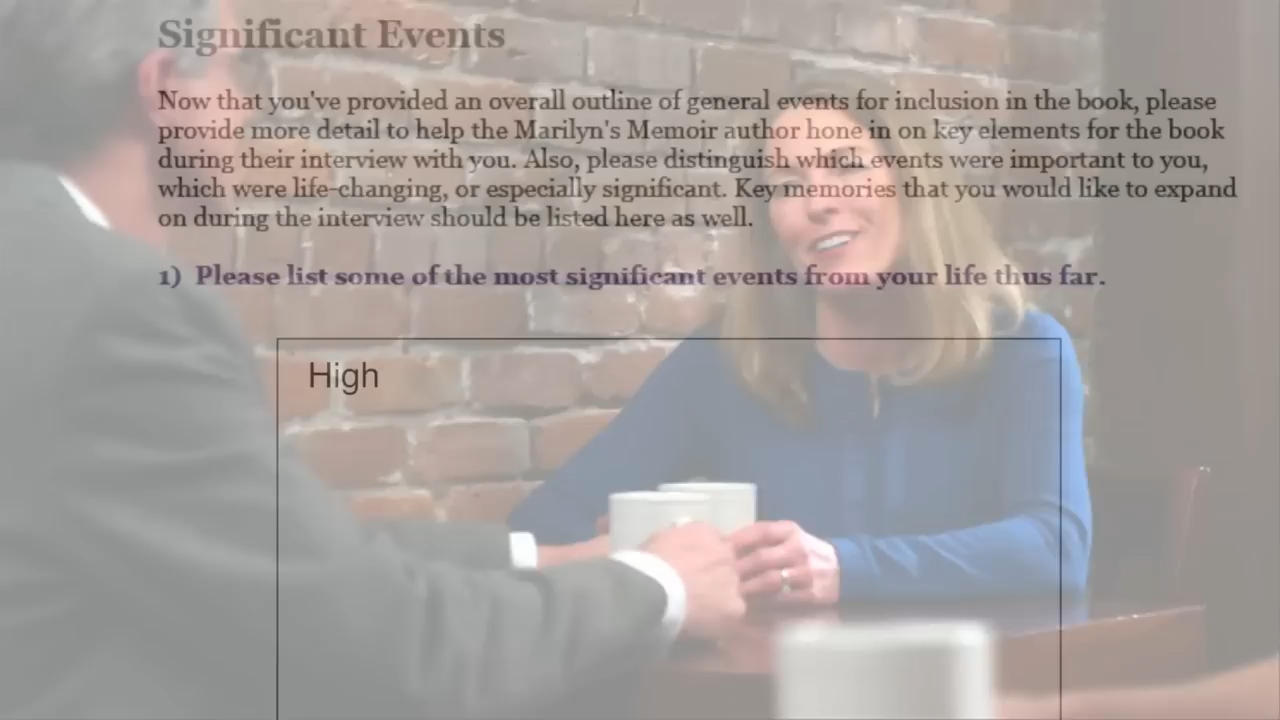 Significant Events
Now that you've provided an overall outline of general events for inclusion in the book, please
provide more detail to help the Marilyn's Memoir author hone in on key elements for the book
during their interview with you. Also, please distinguish which events were important to you,
which were life-changing, or especially significant. Key memories that you would like to expand
on during the interview should be listed here as well.
1) Please list some of the most significant events from your life thus far.
High